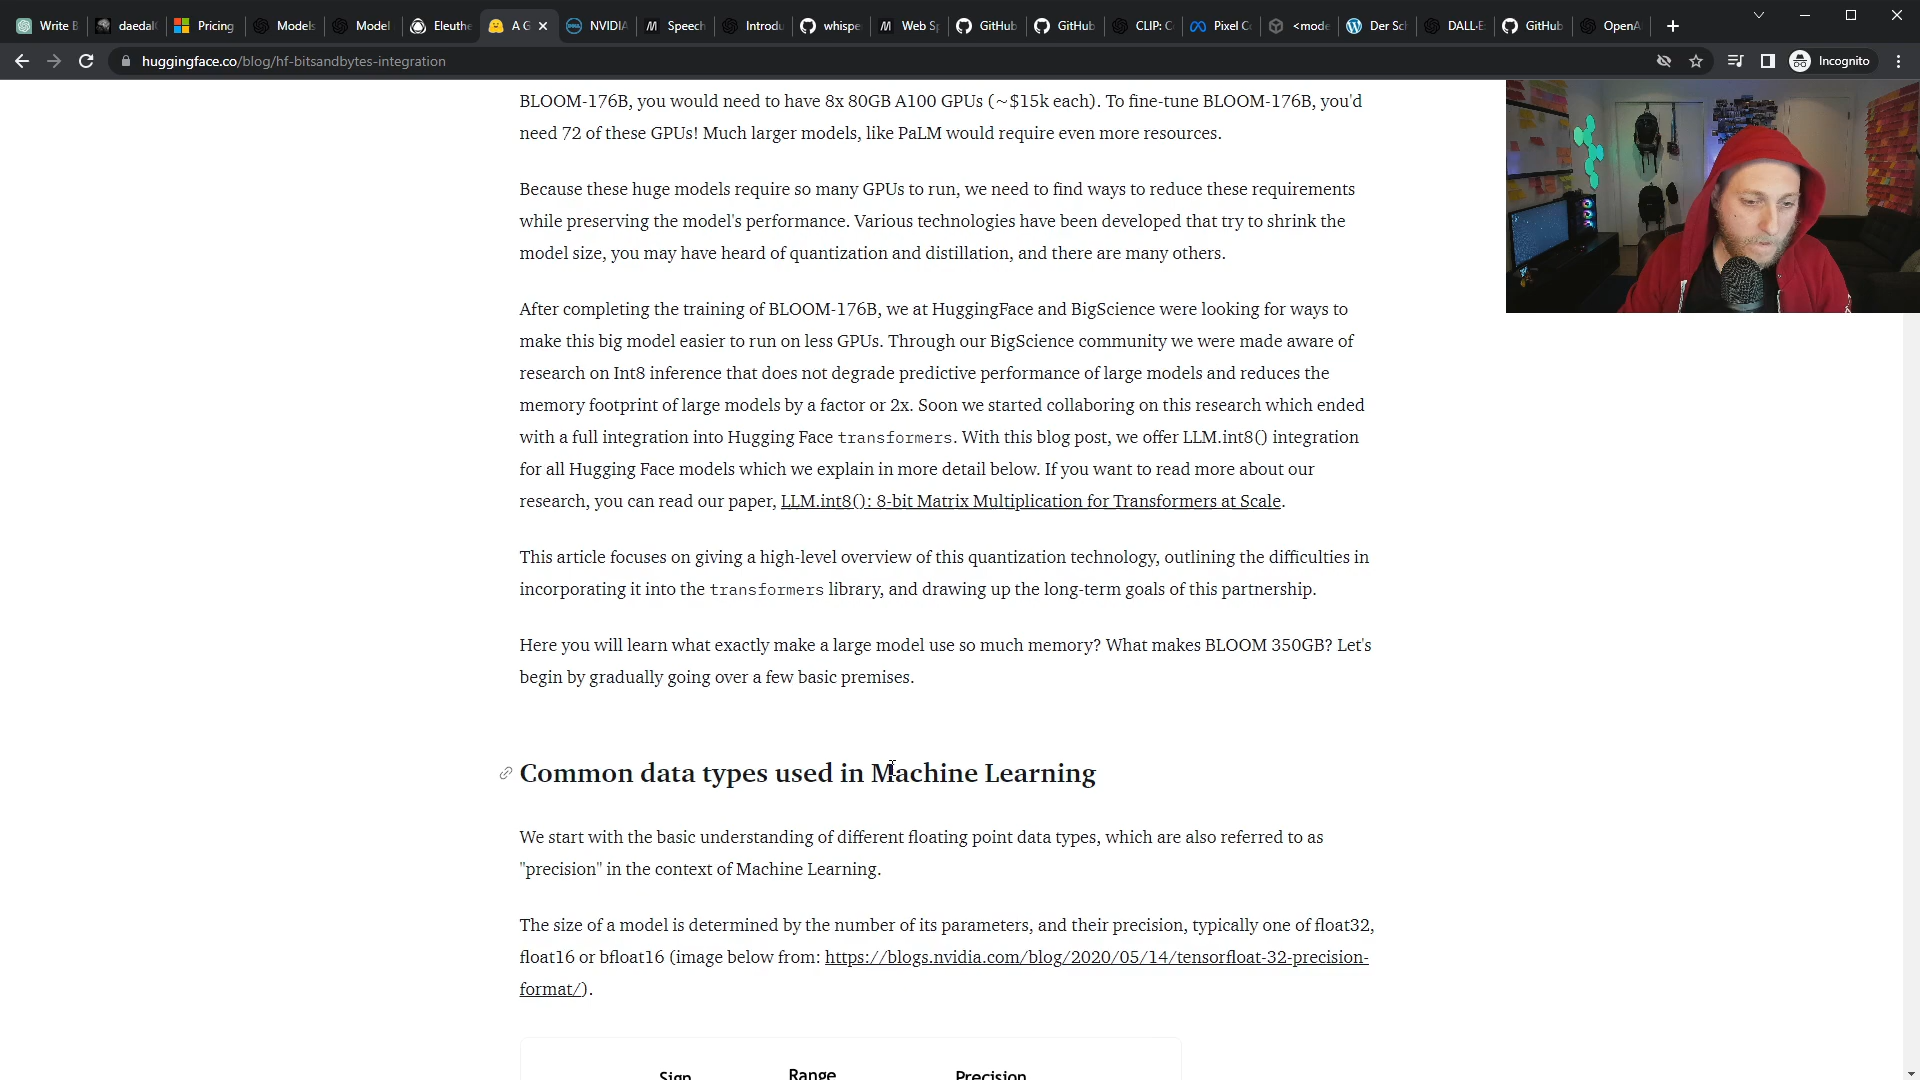 Write B
daedal
Pricing
Models
Model
Eleuthe
A G
NVIDIA
Speech
Introdu
whispe
Web Sp
GitHub
GitHub
CLIP: C
Pixel Co
<mode
Der Sch
DALL·E
GitHub
OpenA
huggingface.co/blog/hf-bitsandbytes-integration
Incognito
BLOOM-176B, you would need to have 8x 80GB A100 GPUs (~$15k each). To fine-tune BLOOM-176B, you'd
need 72 of these GPUs! Much larger models, like PaLM would require even more resources.
Because these huge models require so many GPUs to run, we need to find ways to reduce these requirements
while preserving the model's performance. Various technologies have been developed that try to shrink the
model size, you may have heard of quantization and distillation, and there are many others.
After completing the training of BLOOM-176B, we at HuggingFace and BigScience were looking for ways to
make this big model easier to run on less GPUs. Through our BigScience community we were made aware of
research on Int8 inference that does not degrade predictive performance of large models and reduces the
memory footprint of large models by a factor or 2x. Soon we started collaboring on this research which ended
with a full integration into Hugging Face transformers. With this blog post, we offer LLM.int8() integration
for all Hugging Face models which we explain in more detail below. If you want to read more about our
research, you can read our paper, LLM.int8(): 8-bit Matrix Multiplication for Transformers at Scale.
This article focuses on giving a high-level overview of this quantization technology, outlining the difficulties in
incorporating it into the transformers library, and drawing up the long-term goals of this partnership.
Here you will learn what exactly make a large model use so much memory? What makes BLOOM 350GB? Let's
begin by gradually going over a few basic premises.
Common data types used in Machine Learning
We start with the basic understanding of different floating point data types, which are also referred to as
"precision" in the context of Machine Learning.
The size of a model is determined by the number of its parameters, and their precision, typically one of float32,
float16 or bfloat16 (image below from: https://blogs.nvidia.com/blog/2020/05/14/tensorfloat-32-precision-
format/).
Sign Range Precision